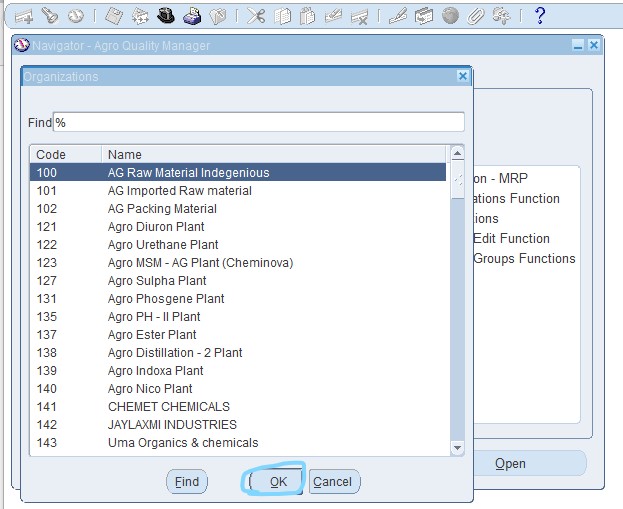 Navigator - Agro Quality Manager
Organizations
Find %
Code Name
100 AG Raw Material Indegenious
101 AG Imported Raw material
102 AG Packing Material
121 Agro Diuron Plant
122 Agro Urethane Plant
123 Agro MSM - AG Plant (Cheminova)
127 Agro Sulpha Plant
131 Agro Phosgene Plant
135 Agro PH - II Plant
137 Agro Ester Plant
138 Agro Distillation - 2 Plant
139 Agro Indoxa Plant
140 Agro Nico Plant
141 CHEMET CHEMICALS
142 JAYLAXMI INDUSTRIES
143 Uma Organics & chemicals
Find OK Cancel
on - MRP
ations Function
ions
Edit Function
Groups Functions
Open